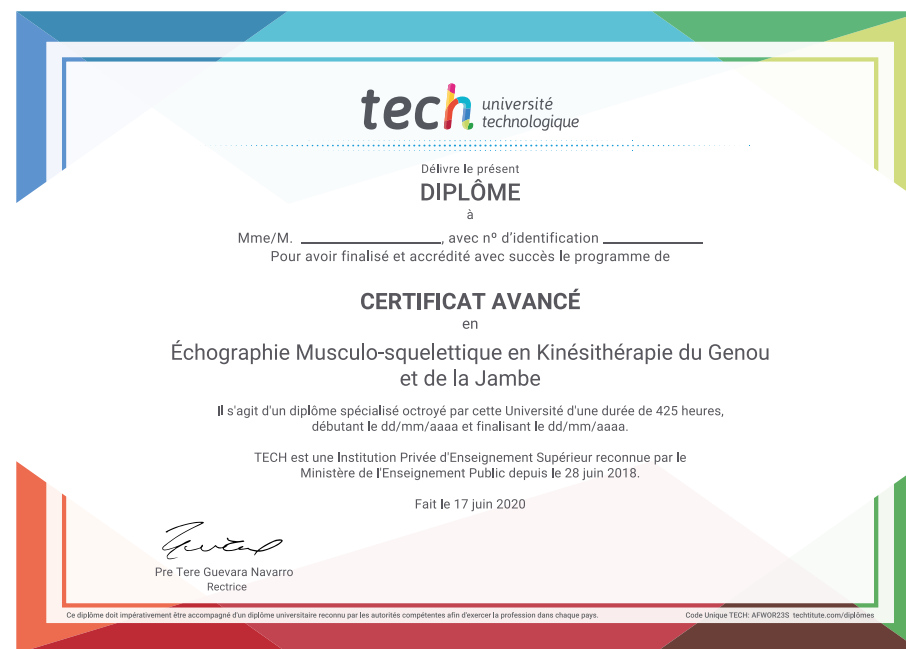 tech université
technologique
Délivre le présent
DIPLÔME
à
Mme/M. ____________________, avec nº d'identification ______________
Pour avoir finalisé et accrédité avec succès le programme de
CERTIFICAT AVANCÉ
en
Échographie Musculo-squelettique en Kinésithérapie du Genou
et de la Jambe
Il s'agit d'un diplôme spécialisé octroyé par cette Université d'une durée de 425 heures,
débutant le dd/mm/aaaa et finalisant le dd/mm/aaaa.
TECH est une Institution Privée d'Enseignement Supérieur reconnue par le
Ministère de l'Enseignement Public depuis le 28 juin 2018.
Fait le 17 juin 2020
Pre Tere Guevara Navarro
Rectrice
Ce diplôme doit impérativement être accompagné d'un diplôme universitaire reconnu par les autorités compétentes afin d'exercer la profession dans chaque pays. Code Unique TECH: AFWOR23S techtitute.com/diplômes